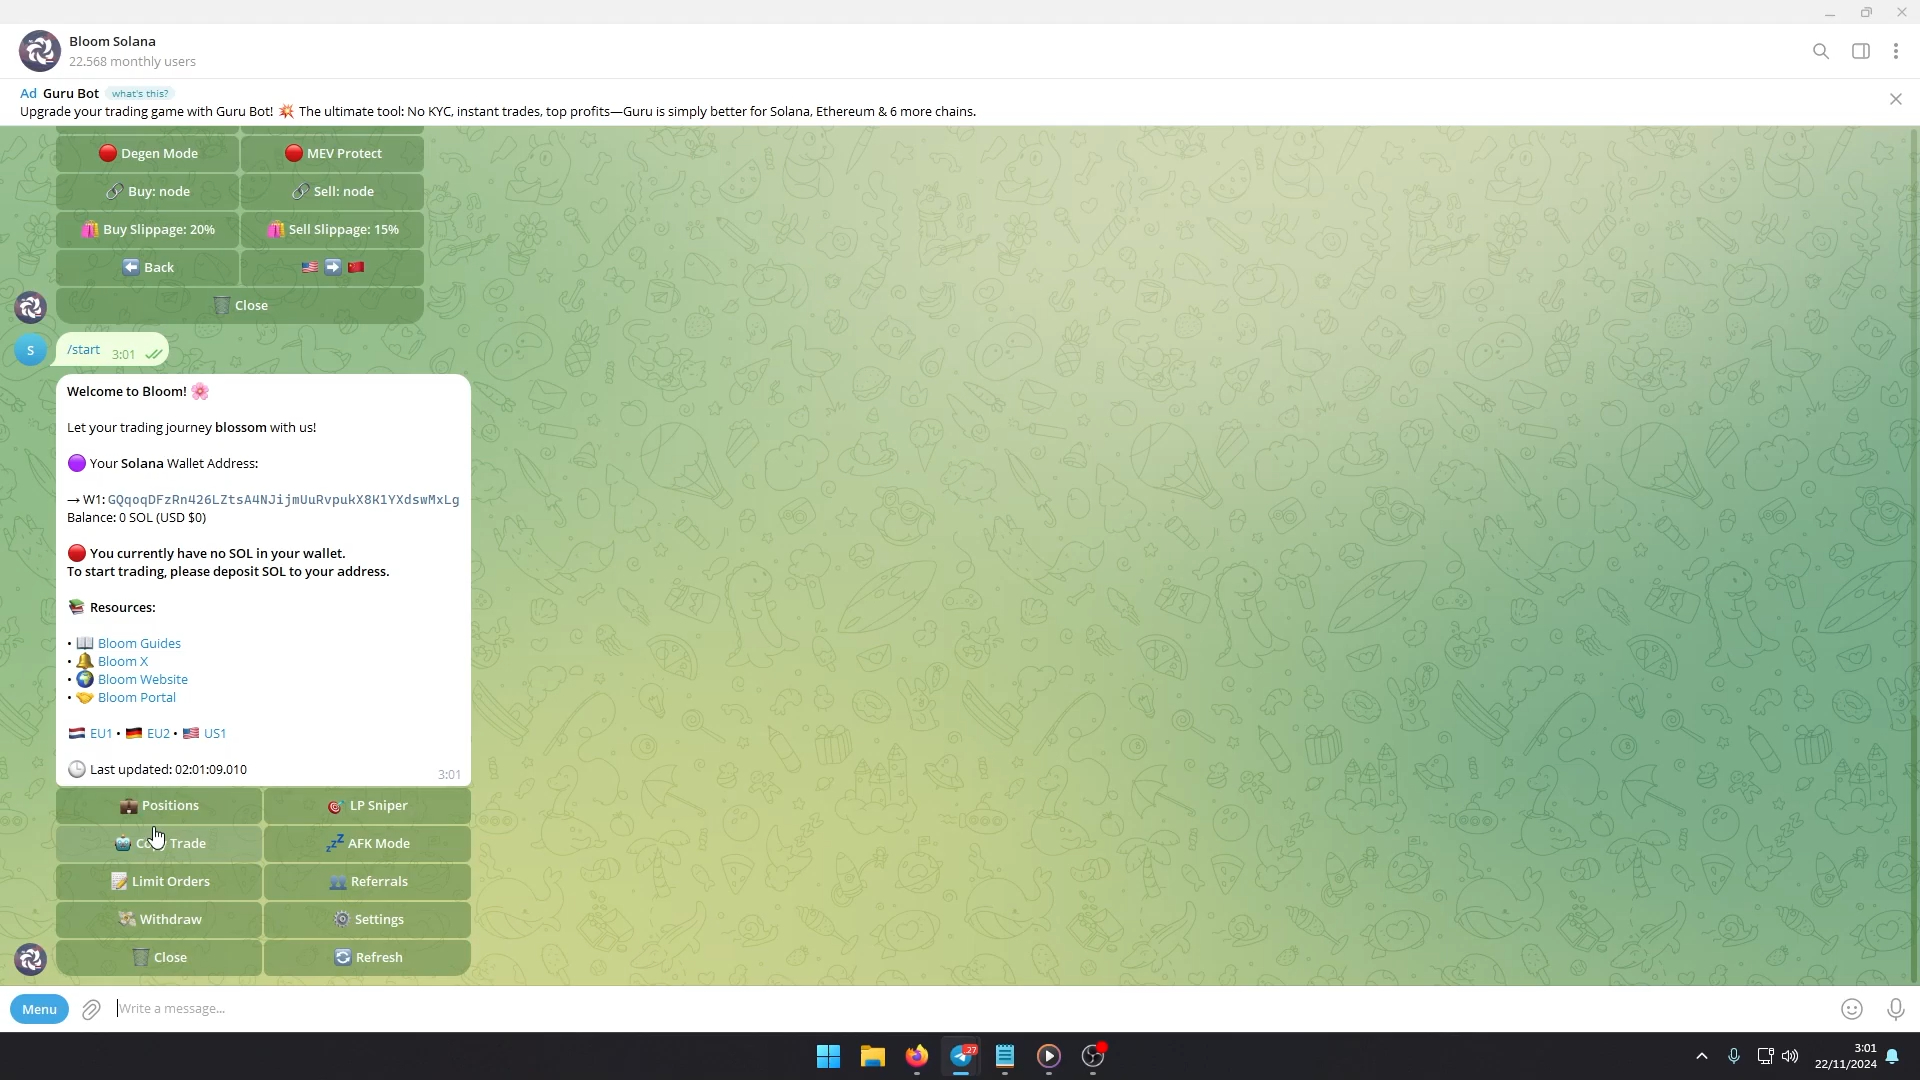 Bloom Solana
22.568 monthly users
Ad Guru Bot what's this?
Upgrade your trading game with Guru Bot! 💥 The ultimate tool: No KYC, instant trades, top profits—Guru is simply better for Solana, Ethereum & 6 more chains.
🔴 Degen Mode 🔴 MEV Protect
🔗 Buy: node 🔗 Sell: node
🛍️ Buy Slippage: 20% 🛍️ Sell Slippage: 15%
⬅️ Back 🇺🇸 ➡️ 🇨🇳
🗑️ Close
S
/start 3:01
Welcome to Bloom! 🌸
Let your trading journey blossom with us!
🟣 Your Solana Wallet Address:
→ W1: GQqoqDFzRn426LZtsA4NJijmUuRvpukX8K1YXdswMxLg
Balance: 0 SOL (USD $0)
🔴 You currently have no SOL in your wallet.
To start trading, please deposit SOL to your address.
📚 Resources:
• 📖 Bloom Guides
• 🔔 Bloom X
• 🌍 Bloom Website
• 🤝 Bloom Portal
🇳🇱 EU1 • 🇩🇪 EU2 • 🇺🇸 US1
🕒 Last updated: 02:01:09.010 3:01
💼 Positions 🎯 LP Sniper
🤖 Trade 💤 AFK Mode
📝 Limit Orders 👥 Referrals
💸 Withdraw ⚙️ Settings
🗑️ Close 🔄 Refresh
Menu Write a message...
27
3:01
22/11/2024